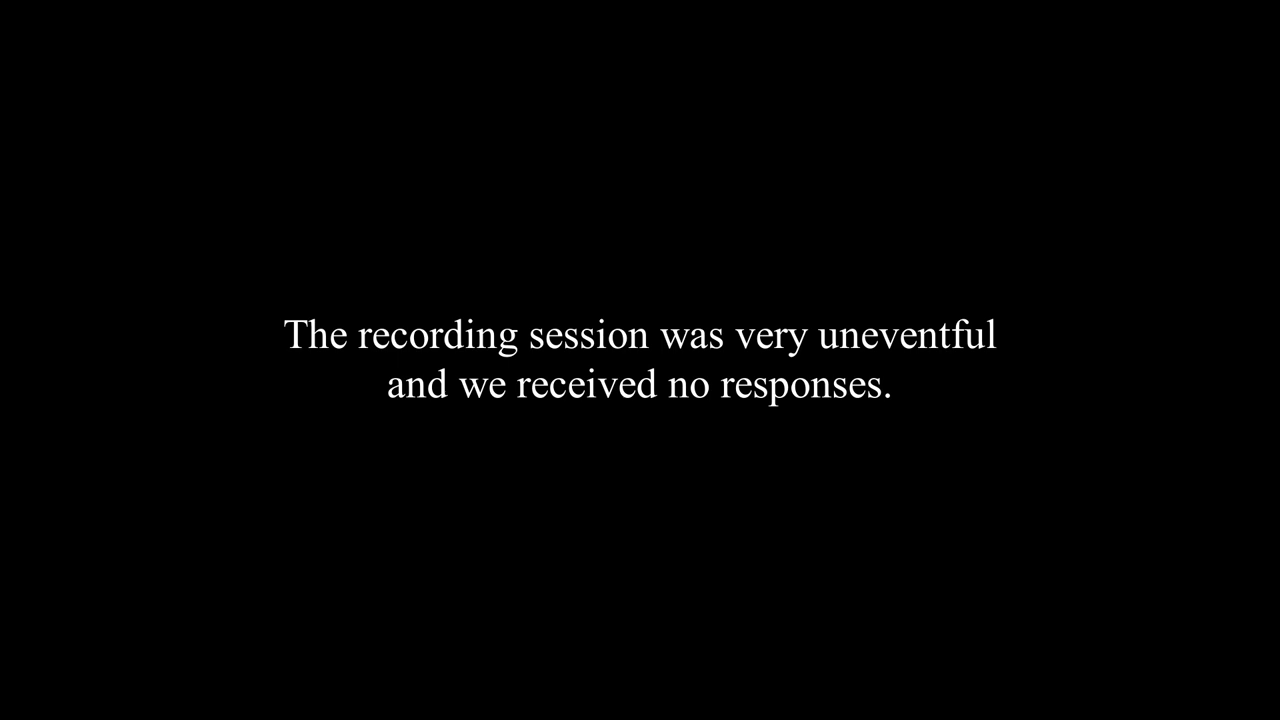 The recording session was very uneventful
and we received no responses.